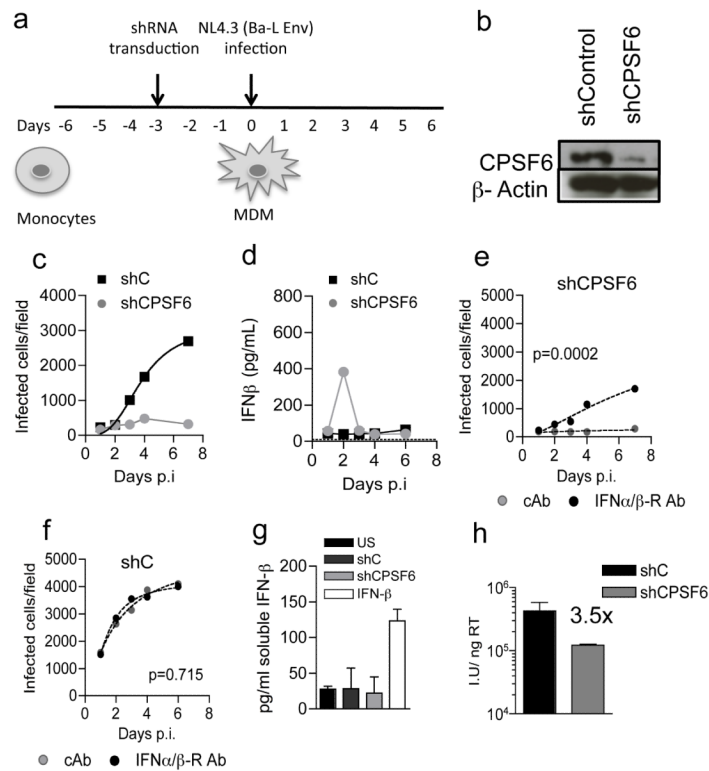 a
shRNA
transduction
NL4.3 (Ba-L Env)
infection
Days -6 -5 -4 -3 -2 -1 0 1 2 3 4 5 6
Monocytes
MDM
b
shControl
shCPSF6
CPSF6
β- Actin
c
shC
shCPSF6
Infected cells/field
4000
3000
2000
1000
0
0 2 4 6 8
Days p.i
d
shC
shCPSF6
IFNβ (pg/mL)
800
600
400
200
0
0 2 4 6 8
Days p.i
e
shCPSF6
Infected cells/field
5000
4000
3000
2000
1000
0
p=0.0002
0 2 4 6 8
Days p.i.
cAb IFNα/β-R Ab
f
shC
Infected cells/field
5000
4000
3000
2000
1000
0
p=0.715
0 2 4 6 8
Days p.i.
cAb IFNα/β-R Ab
g
US
shC
shCPSF6
IFN-β
pg/ml soluble IFN-β
200
150
100
50
0
h
shC
shCPSF6
3.5x
I.U/ ng RT
10⁶
10⁵
10⁴